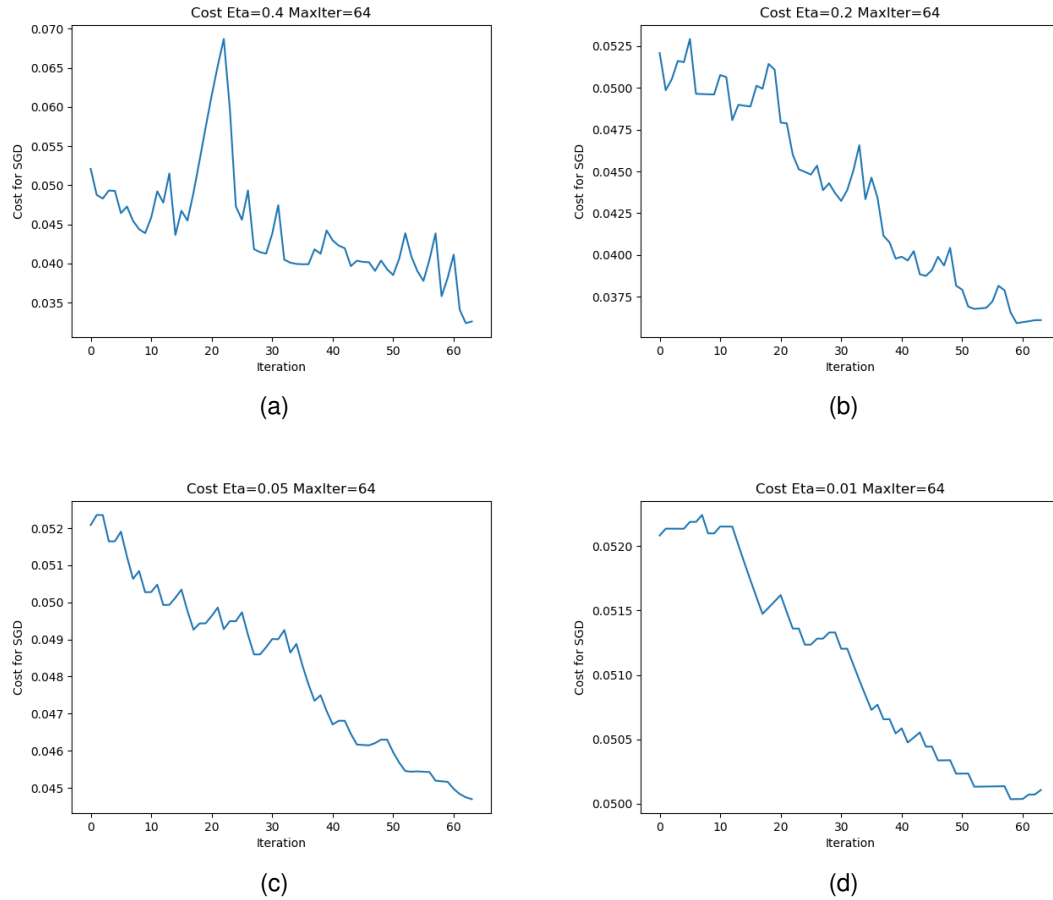 Cost Eta=0.4 MaxIter=64
0.070
0.065
0.060
0.055
0.050
0.045
0.040
0.035
Cost for SGD
0 10 20 30 40 50 60
Iteration
(a)
Cost Eta=0.2 MaxIter=64
0.0525
0.0500
0.0475
0.0450
0.0425
0.0400
0.0375
Cost for SGD
0 10 20 30 40 50 60
Iteration
(b)
Cost Eta=0.05 MaxIter=64
0.052
0.051
0.050
0.049
0.048
0.047
0.046
0.045
Cost for SGD
0 10 20 30 40 50 60
Iteration
(c)
Cost Eta=0.01 MaxIter=64
0.0520
0.0515
0.0510
0.0505
0.0500
Cost for SGD
0 10 20 30 40 50 60
Iteration
(d)